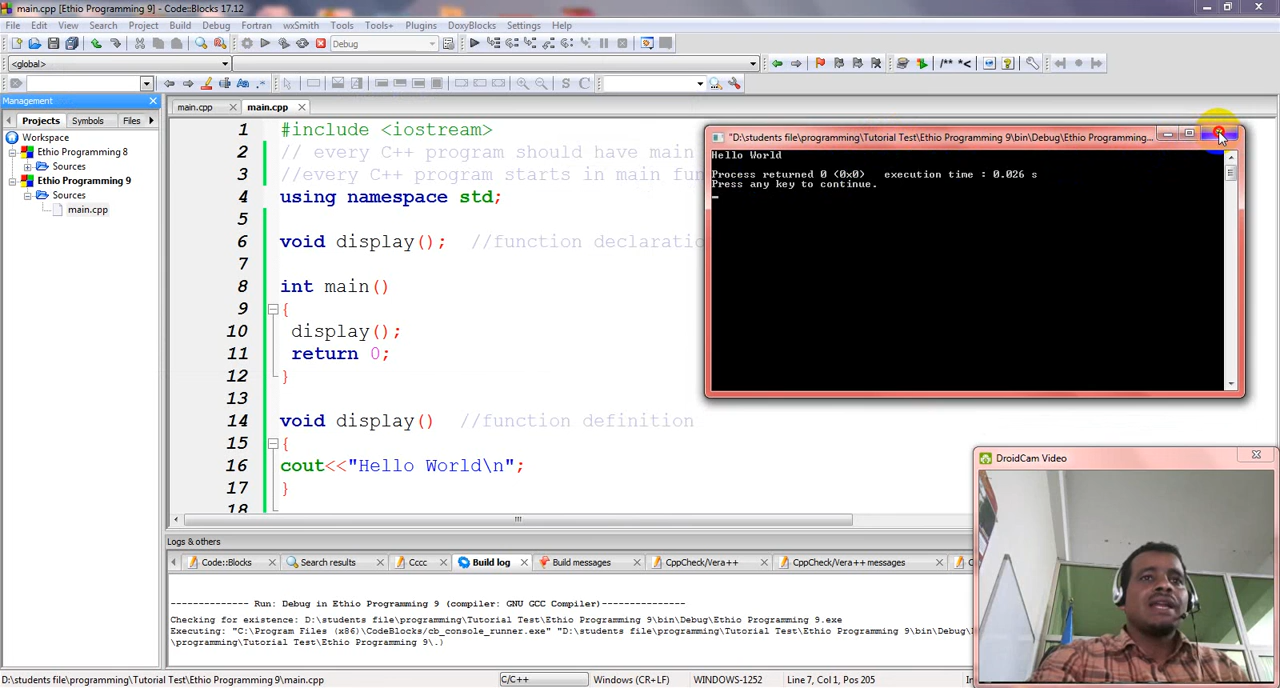 main.cpp [Ethio Programming 9] - Code::Blocks 17.12
File Edit View Search Project Build Debug Fortran wxSmith Tools Tools+ Plugins DoxyBlocks Settings Help
Debug
<global>
/** *<
S C
Management
Projects Symbols Files
Workspace
Ethio Programming 8
Sources
Ethio Programming 9
Sources
main.cpp
main.cpp main.cpp
1 #include <iostream>
2 // every C++ program should have main
3 //every C++ program starts in main fun
4 using namespace std;
5
6 void display(); //function declaratio
7
8 int main()
9 {
10 display();
11 return 0;
12 }
13
14 void display() //function definition
15 {
16 cout<<"Hello World\n";
17 }
18
"D:\students file\programming\Tutorial Test\Ethio Programming 9\bin\Debug\Ethio Programming...
Hello World
Process returned 0 (0x0) execution time : 0.026 s
Press any key to continue.
DroidCam Video
Logs & others
Code::Blocks Search results Cccc Build log Build messages CppCheck/Vera++ CppCheck/Vera++ messages
-------------- Run: Debug in Ethio Programming 9 (compiler: GNU GCC Compiler)---------------
Checking for existence: D:\students file\programming\Tutorial Test\Ethio Programming 9\bin\Debug\Ethio Programming 9.exe
Executing: "C:\Program Files (x86)\CodeBlocks/cb_console_runner.exe" "D:\students file\programming\Tutorial Test\Ethio Programming 9\bin\De
\programming\Tutorial Test\Ethio Programming 9\.)
D:\students file\programming\Tutorial Test\Ethio Programming 9\main.cpp C/C++ Windows (CR+LF) WINDOWS-1252 Line 7, Col 1, Pos 205